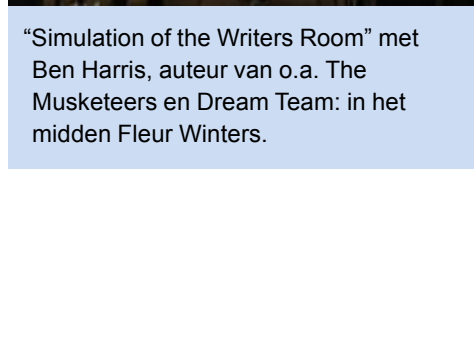 “Simulation of the Writers Room” met
Ben Harris, auteur van o.a. The
Musketeers en Dream Team: in het
midden Fleur Winters.